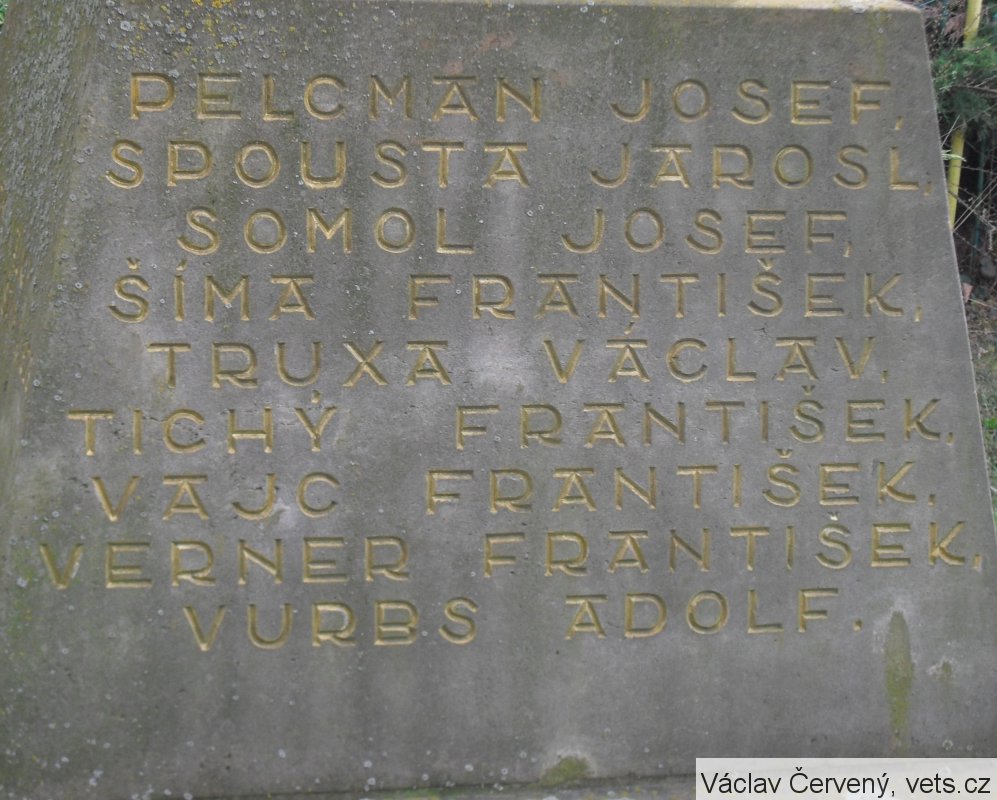 PELCMAN JOSEF,
SPOUSTA JAROSL,
SOMOL JOSEF,
ŠÍMA FRANTIŠEK,
TRUXA VÁCLAV,
TICHÝ FRANTIŠEK,
VAJC FRANTIŠEK,
VERNER FRANTIŠEK,
VURBS ADOLF.
Václav Červený, vets.cz